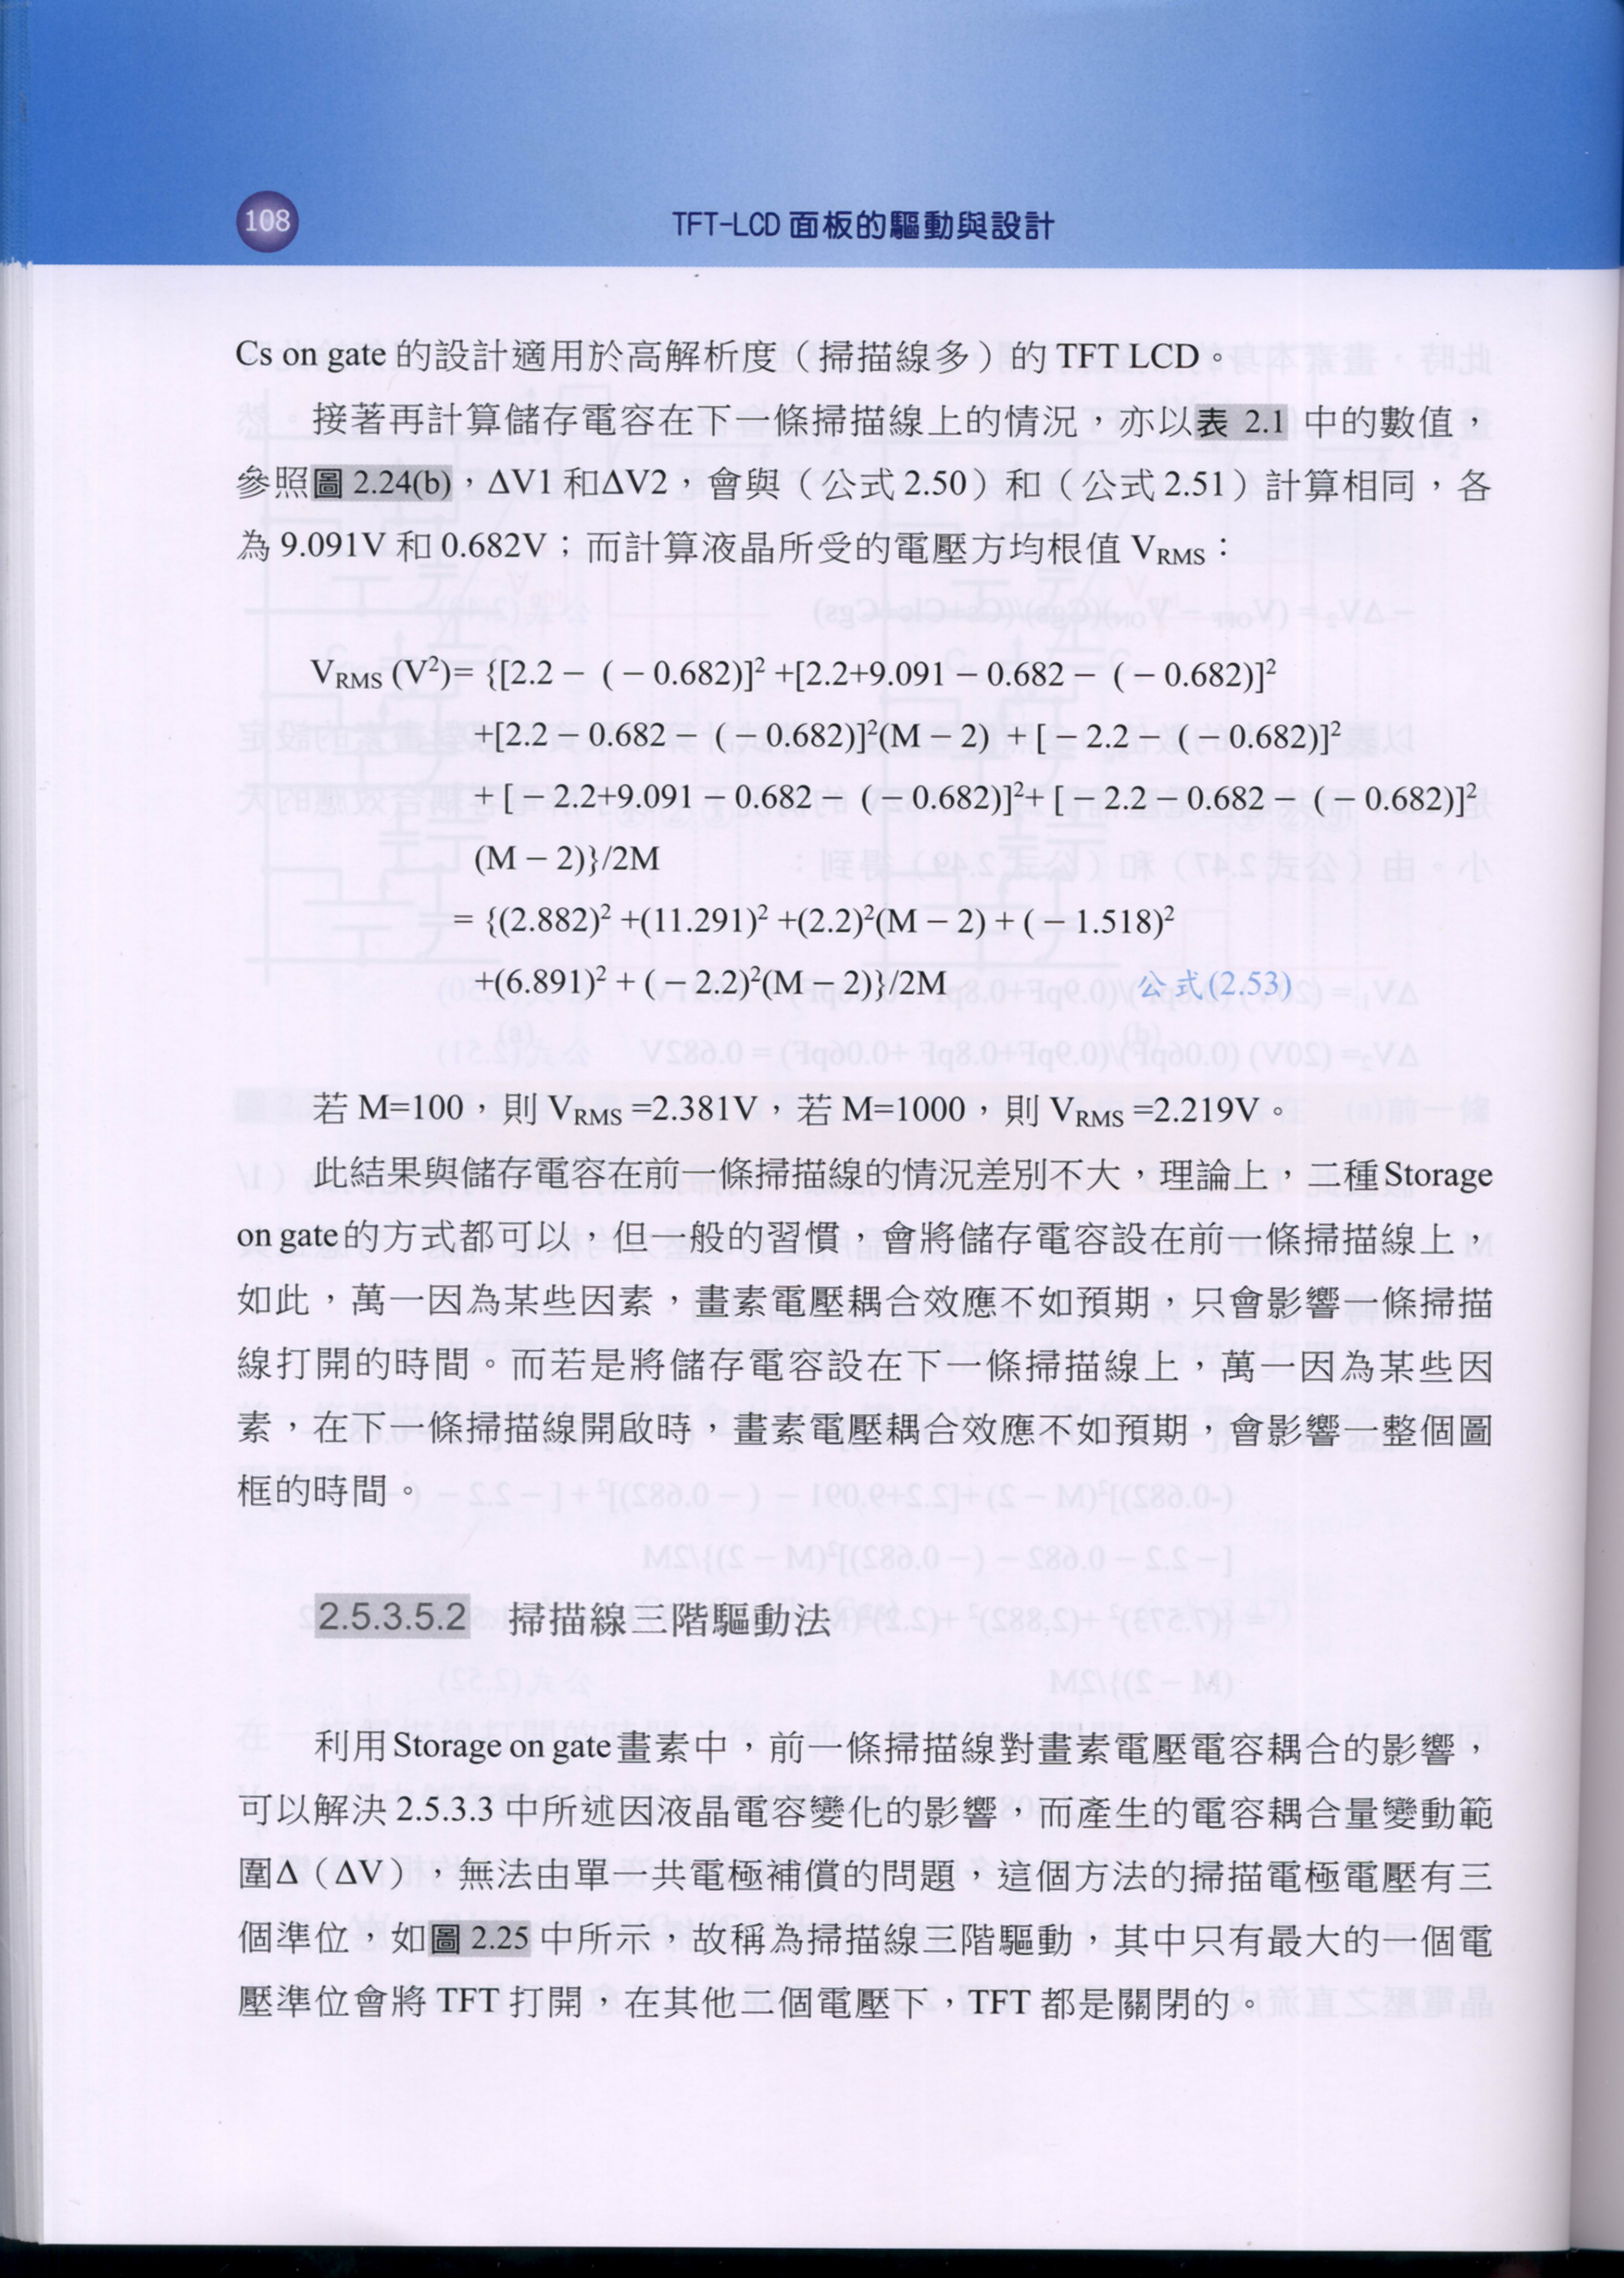 108
TFT-LCD 面板的驅動與設計
Cs on gate 的設計適用於高解析度（掃描線多）的 TFT LCD。
接著再計算儲存電容在下一條掃描線上的情況，亦以表 2.1 中的數值，
參照圖 2.24(b)，ΔV1 和ΔV2，會與（公式 2.50）和（公式 2.51）計算相同，各
為 9.091V 和 0.682V；而計算液晶所受的電壓方均根值 V_RMS：
V_RMS (V²)= {[2.2 － (－0.682)]² +[2.2+9.091 － 0.682 － (－0.682)]²
+[2.2 － 0.682 － (－0.682)]²(M － 2) + [－2.2 － (－0.682)]²
+ [－2.2+9.091 － 0.682 － (－0.682)]²+ [－2.2 － 0.682 － (－0.682)]²
(M － 2)}/2M
= {(2.882)² +(11.291)² +(2.2)²(M － 2) + (－1.518)²
+(6.891)² + (－2.2)²(M － 2)}/2M 公式(2.53)
若 M=100，則 V_RMS =2.381V，若 M=1000，則 V_RMS =2.219V。
此結果與儲存電容在前一條掃描線的情況差別不大，理論上，二種 Storage
on gate 的方式都可以，但一般的習慣，會將儲存電容設在前一條掃描線上，
如此，萬一因為某些因素，畫素電壓耦合效應不如預期，只會影響一條掃描
線打開的時間。而若是將儲存電容設在下一條掃描線上，萬一因為某些因
素，在下一條掃描線開啟時，畫素電壓耦合效應不如預期，會影響一整個圖
框的時間。
2.5.3.5.2 掃描線三階驅動法
利用 Storage on gate 畫素中，前一條掃描線對畫素電壓電容耦合的影響，
可以解決 2.5.3.3 中所述因液晶電容變化的影響，而產生的電容耦合量變動範
圍Δ（ΔV），無法由單一共電極補償的問題，這個方法的掃描電極電壓有三
個準位，如圖 2.25 中所示，故稱為掃描線三階驅動，其中只有最大的一個電
壓準位會將 TFT 打開，在其他二個電壓下，TFT 都是關閉的。